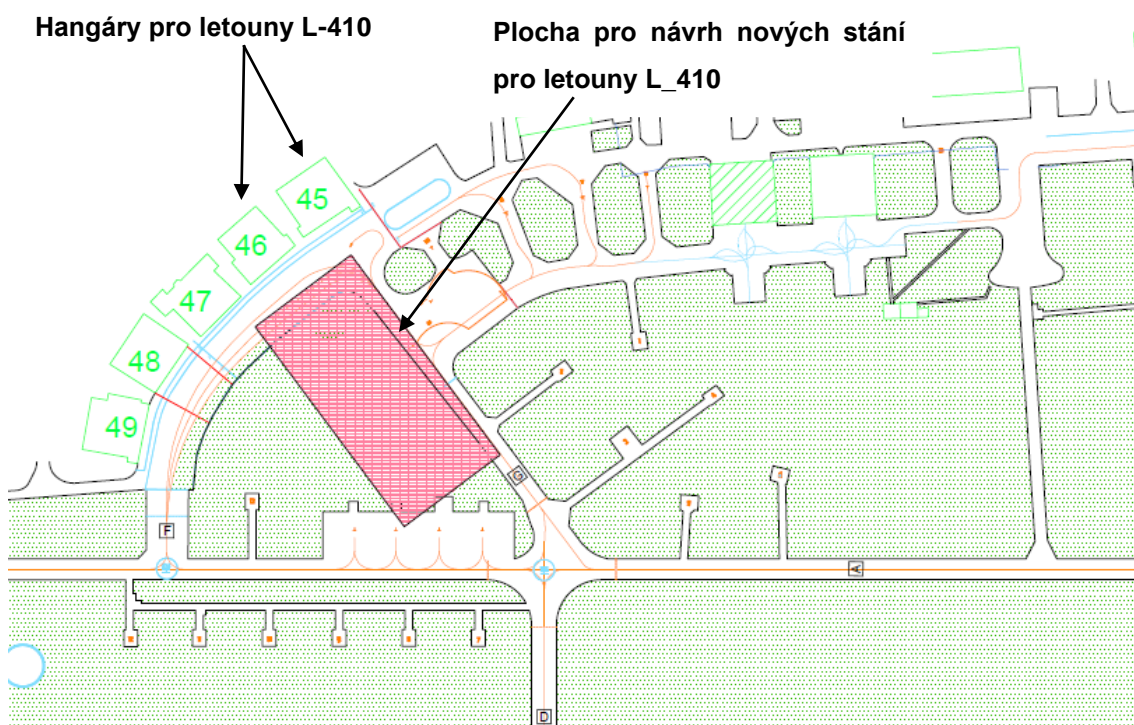 Hangáry pro letouny L-410
Plocha pro návrh nových stání
pro letouny L_410
45
46
47
48
49
G
F
A
D